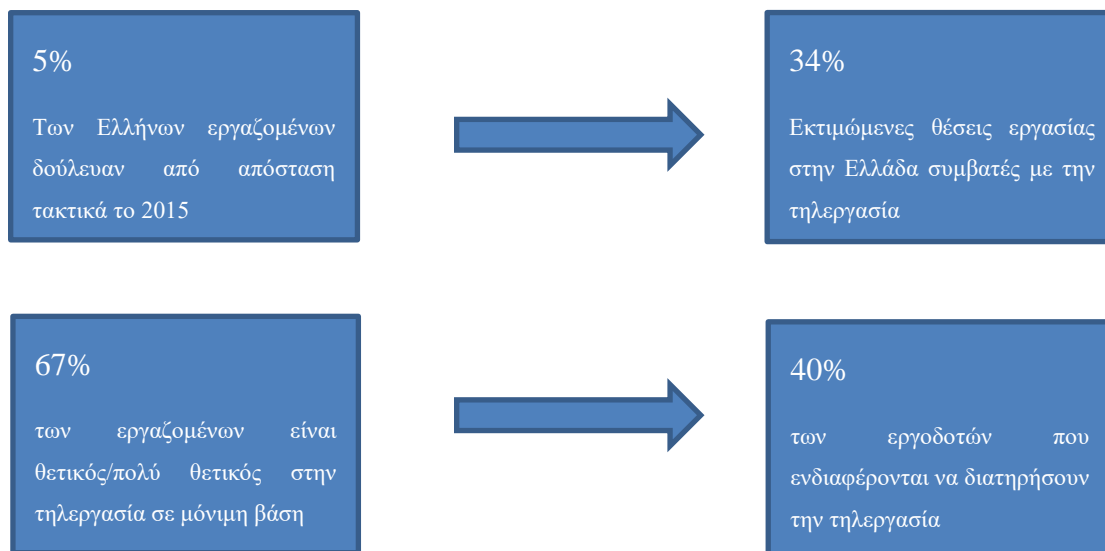 5%
Των Ελλήνων εργαζομένων
δούλευαν από απόσταση
τακτικά το 2015
34%
Εκτιμώμενες θέσεις εργασίας
στην Ελλάδα συμβατές με την
τηλεργασία
67%
των εργαζομένων είναι
θετικός/πολύ θετικός στην
τηλεργασία σε μόνιμη βάση
40%
των εργοδοτών που
ενδιαφέρονται να διατηρήσουν
την τηλεργασία